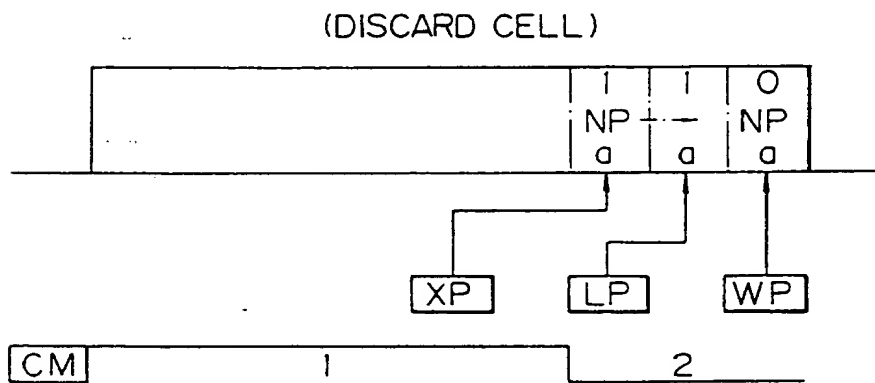 (DISCARD CELL)
1 1 0
NP NP
a a a
XP LP WP
CM 1 2